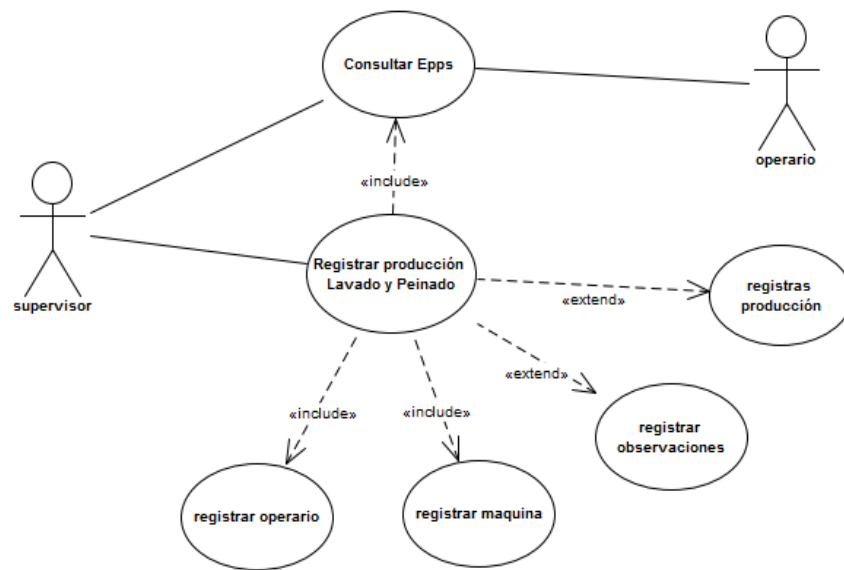 Consultar Epps
operario
«include»
supervisor
Registrar producción
Lavado y Peinado
«extend»
registras
producción
«extend»
«include»
«include»
registrar
observaciones
registrar operario
registrar maquina